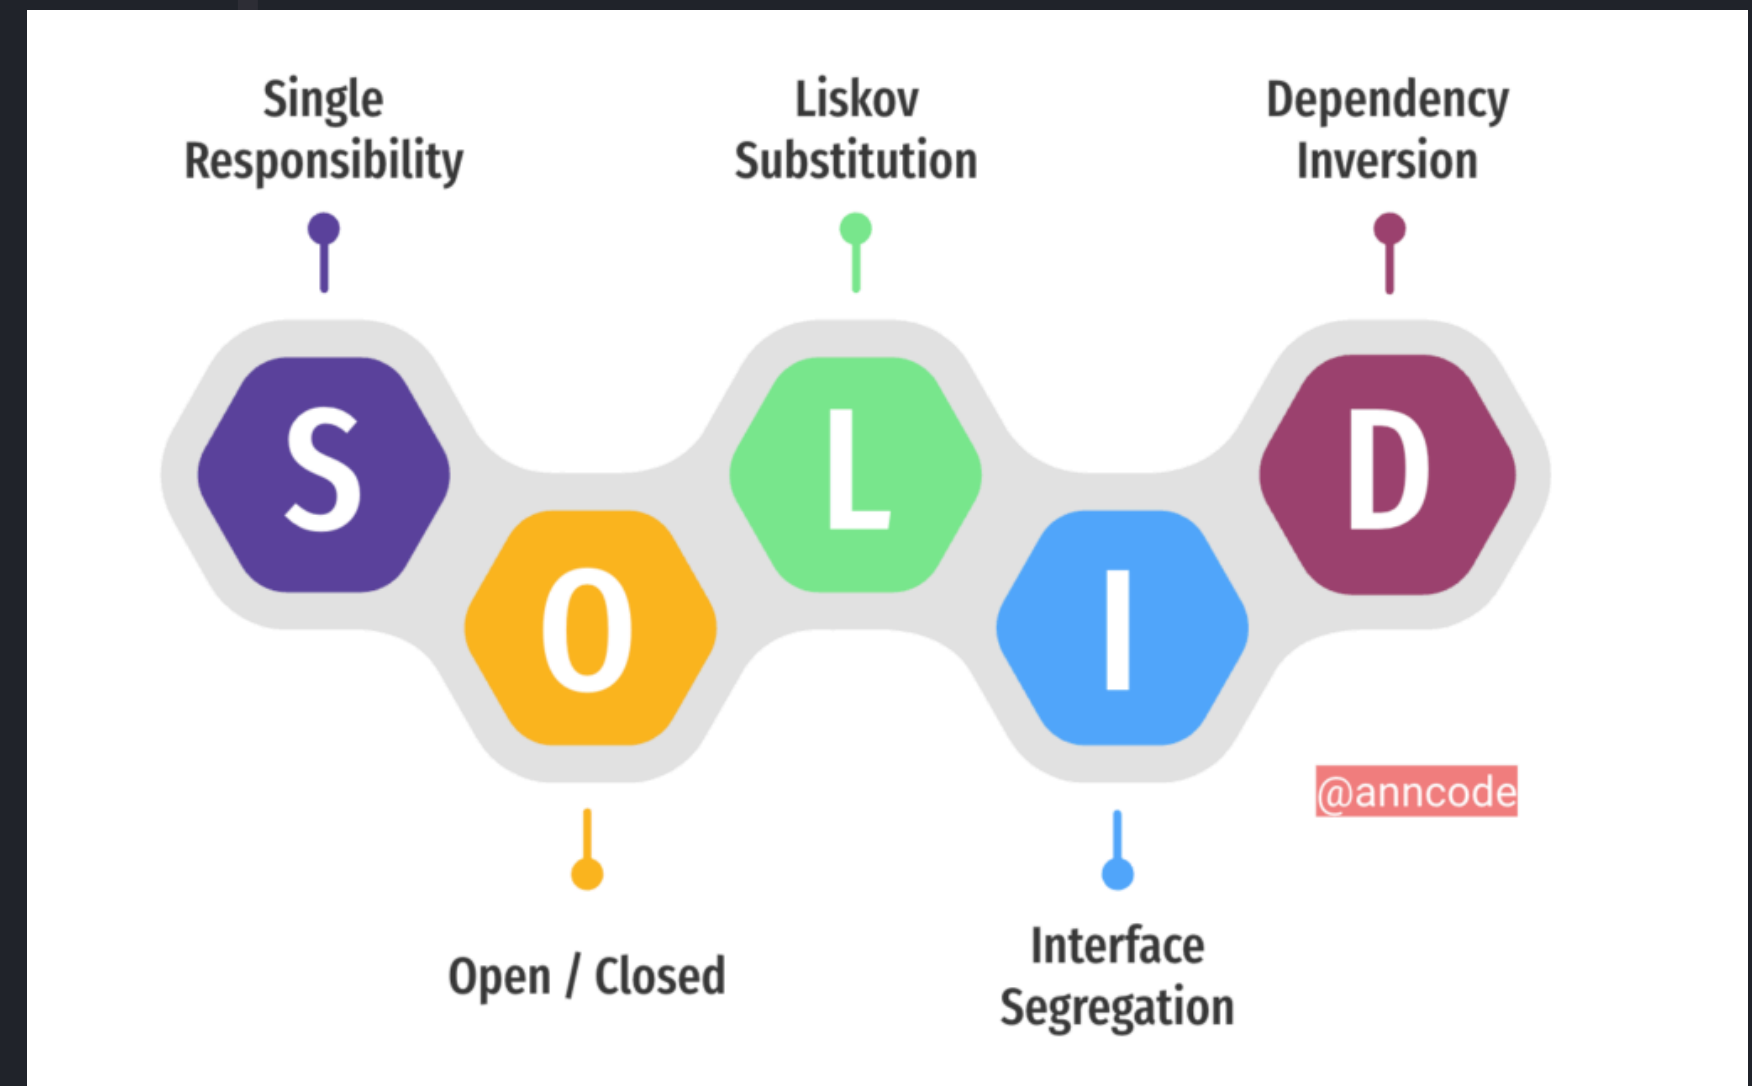 Single
Responsibility
Liskov
Substitution
Dependency
Inversion
S
O
L
I
D
@anncode
Open / Closed
Interface
Segregation